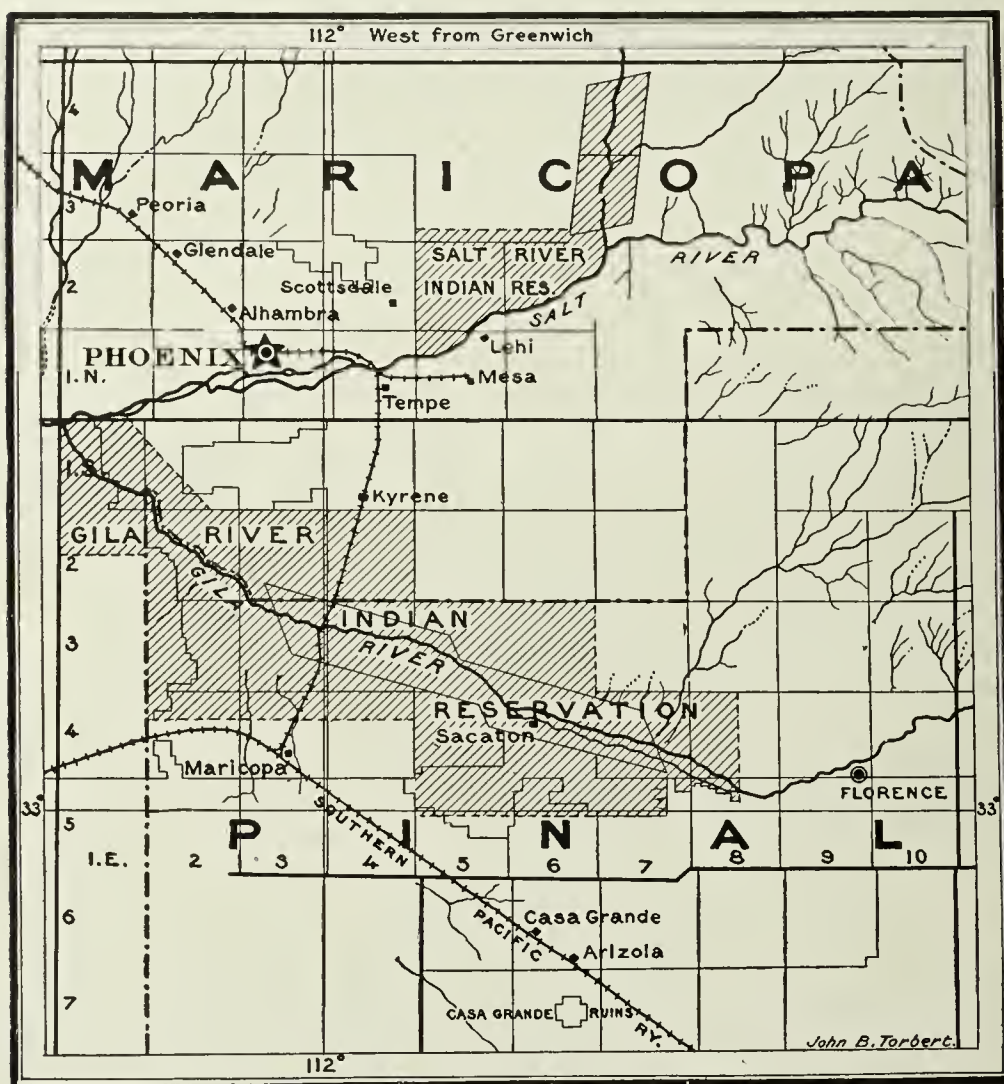 112° West from Greenwich
4
MARICOPA
3
Peoria
Glendale
SALT RIVER
INDIAN RES.
RIVER
2
Scottsdale
SALT
Alhambra
Lehi
PHOENIX
I.N.
Mesa
Tempe
I.S.
Kyrene
GILA RIVER
2
GILA
INDIAN
3
RIVER
RESERVATION
4
Sacaton
Maricopa
FLORENCE
33°
33°
5
PINAL
SOUTHERN
I.E. 2 3 4 5 6 7 8 9 10
6
Casa Grande
PACIFIC
Arizola
7
CASA GRANDE RUINS
RY.
John B. Torbert.
112°